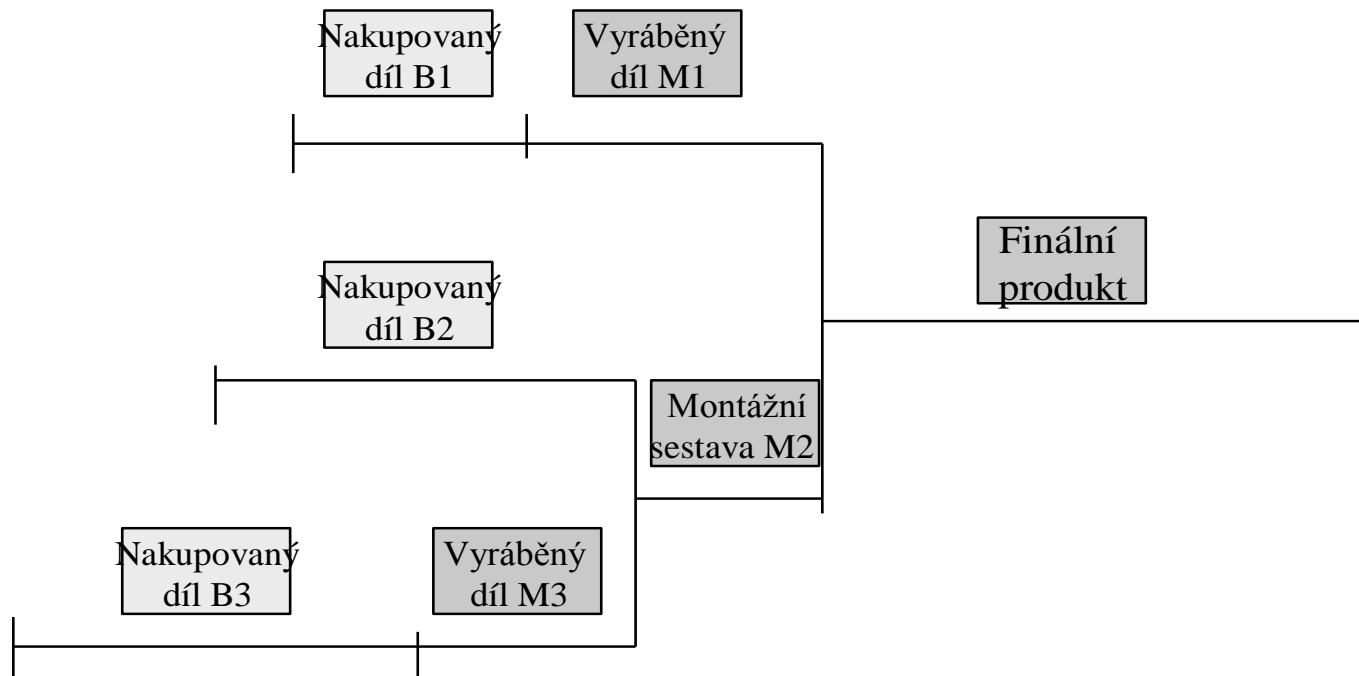 Nakupovaný
díl B1
Vyráběný
díl M1
Finální
produkt
Nakupovaný
díl B2
Montážní
sestava M2
Nakupovaný
díl B3
Vyráběný
díl M3